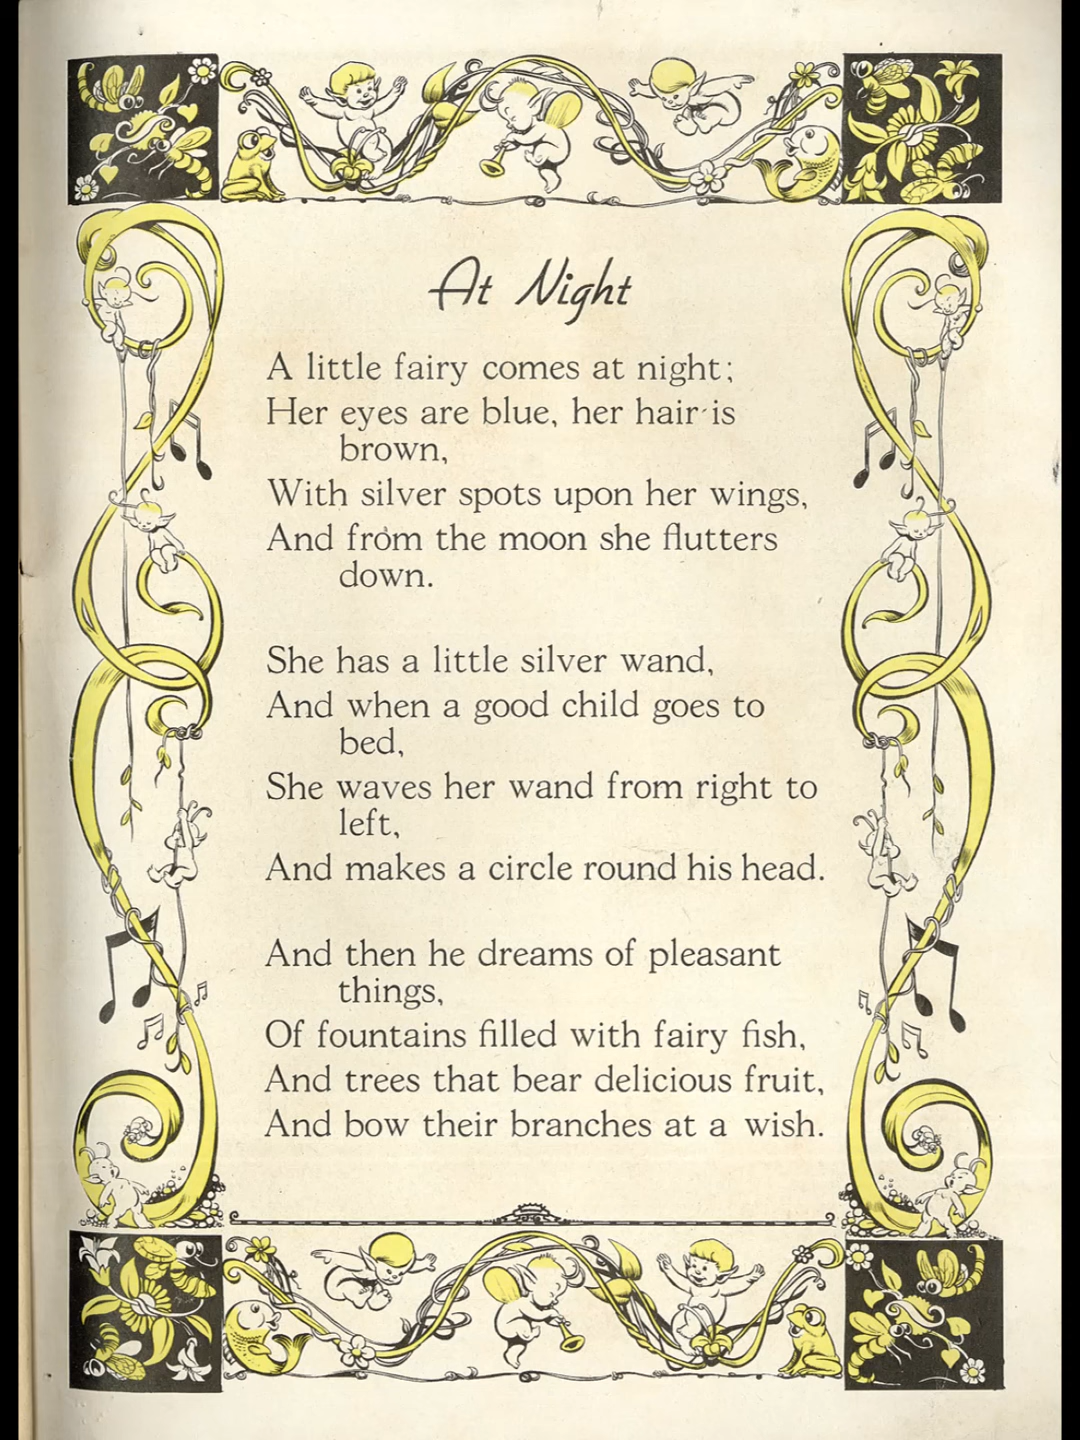 At Night
A little fairy comes at night;
Her eyes are blue, her hair is
brown,
With silver spots upon her wings,
And from the moon she flutters
down.
She has a little silver wand,
And when a good child goes to
bed,
She waves her wand from right to
left,
And makes a circle round his head.
And then he dreams of pleasant
things,
Of fountains filled with fairy fish,
And trees that bear delicious fruit,
And bow their branches at a wish.